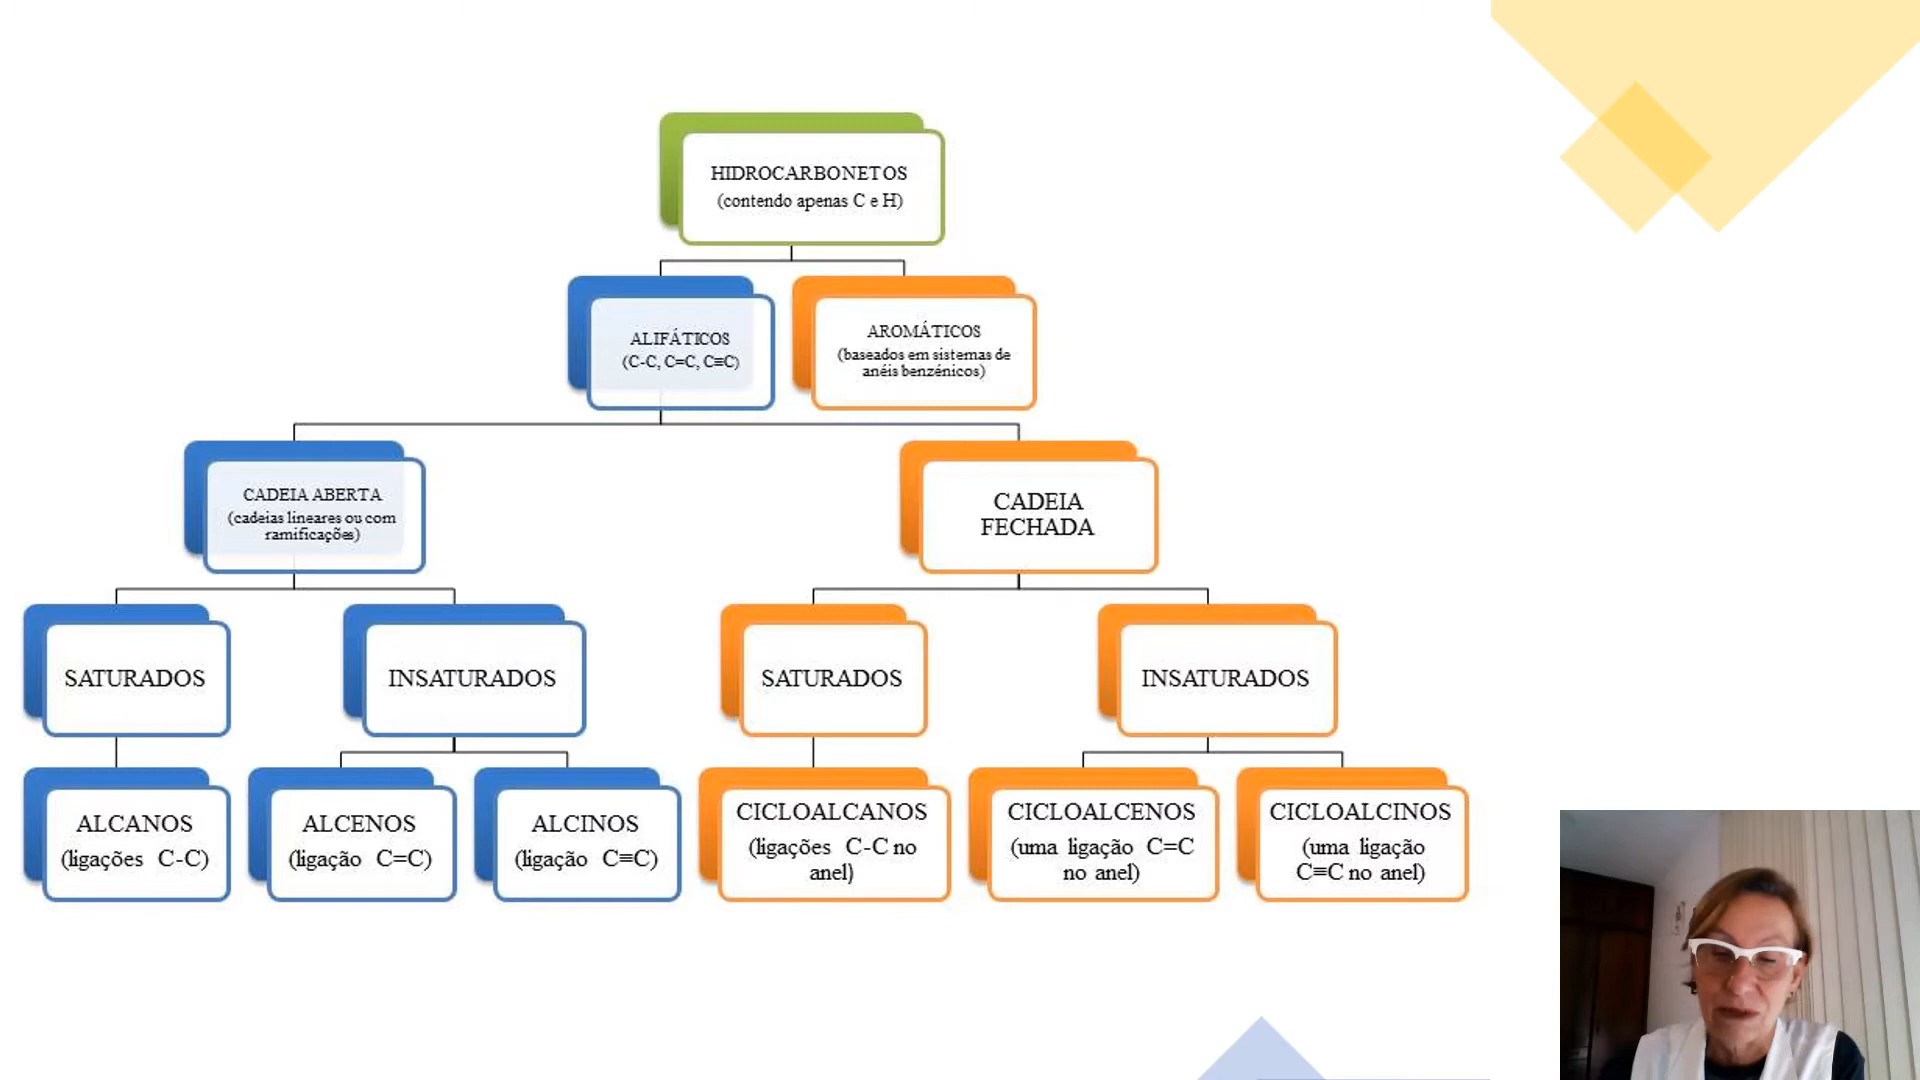 HIDROCARBONETOS
(contendo apenas C e H)
ALIFÁTICOS
(C-C, C=C, C≡C)
AROMÁTICOS
(baseados em sistemas de
anéis benzénicos)
CADEIA ABERTA
(cadeias lineares ou com
ramificações)
CADEIA
FECHADA
SATURADOS
INSATURADOS
SATURADOS
INSATURADOS
ALCANOS
(ligações C-C)
ALCENOS
(ligação C=C)
ALCINOS
(ligação C≡C)
CICLOALCANOS
(ligações C-C no
anel)
CICLOALCENOS
(uma ligação C=C
no anel)
CICLOALCINOS
(uma ligação
C≡C no anel)